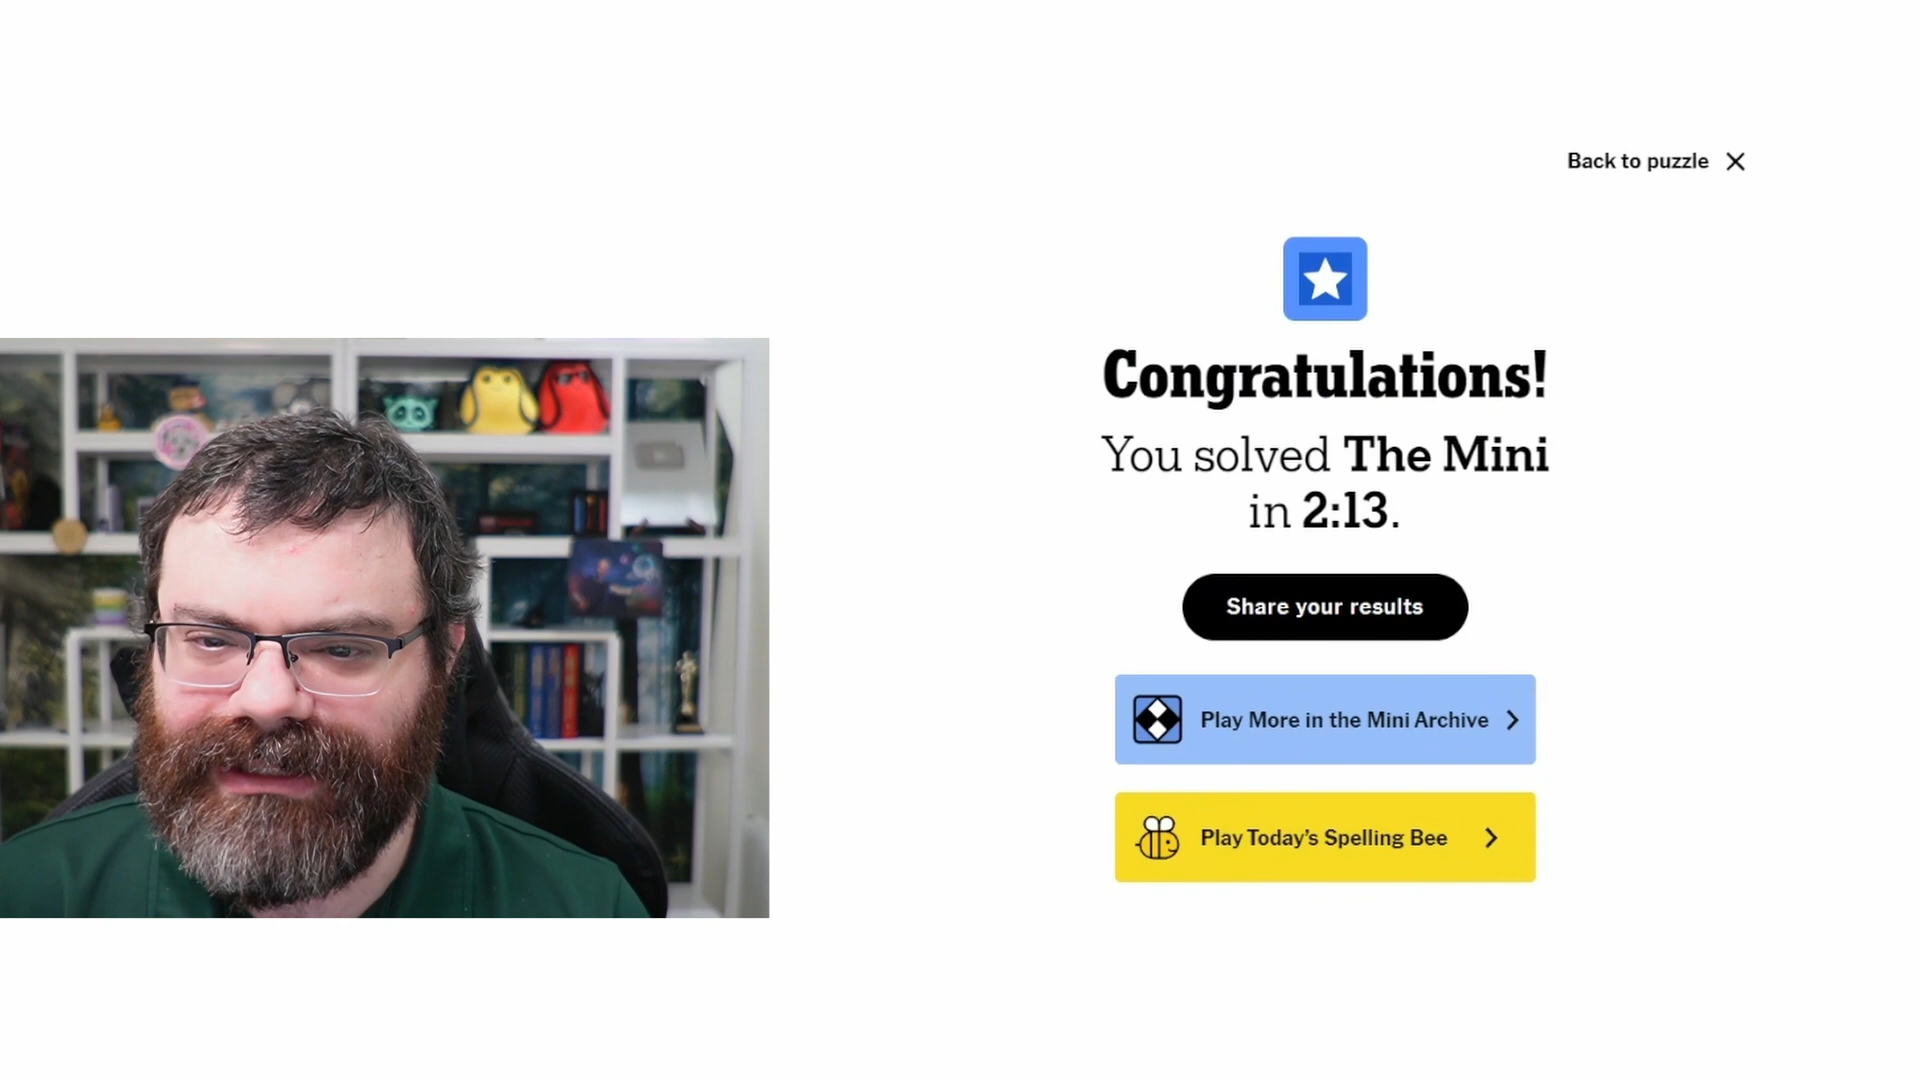 Back to puzzle
Congratulations!
You solved The Mini
in 2:13.
Share your results
Play More in the Mini Archive
Play Today's Spelling Bee